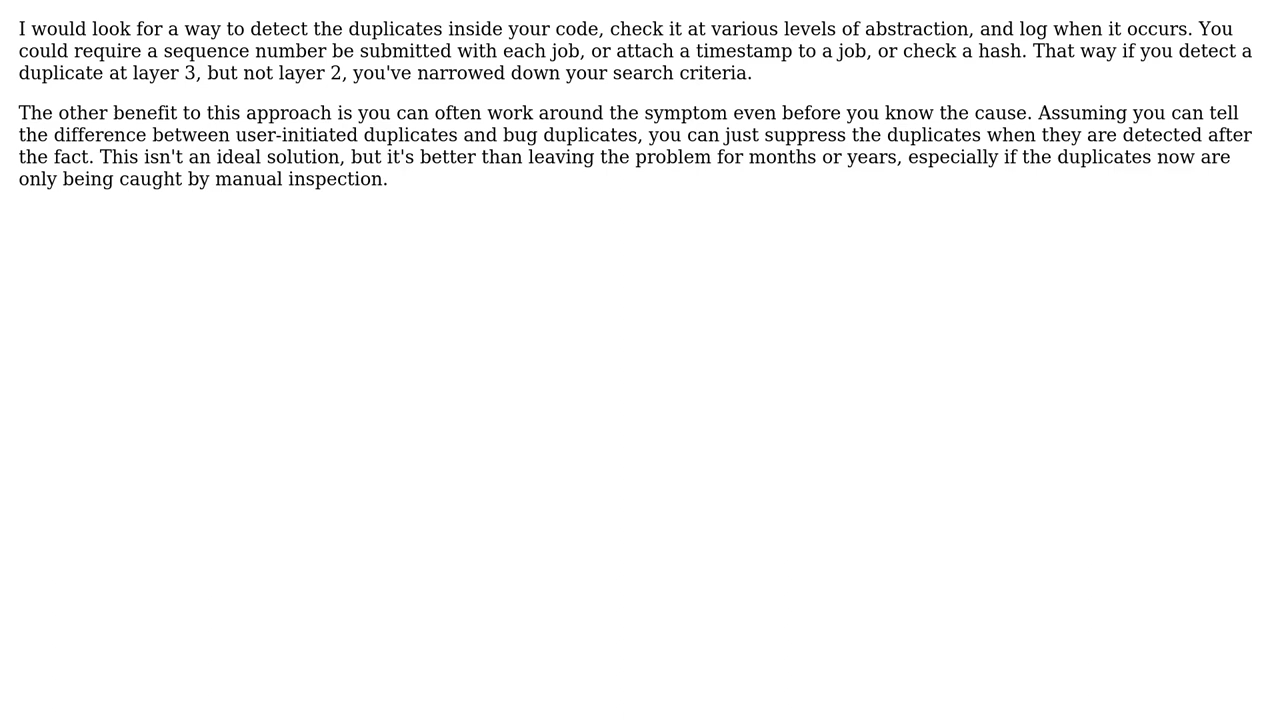 I would look for a way to detect the duplicates inside your code, check it at various levels of abstraction, and log when it occurs. You
could require a sequence number be submitted with each job, or attach a timestamp to a job, or check a hash. That way if you detect a
duplicate at layer 3, but not layer 2, you've narrowed down your search criteria.
The other benefit to this approach is you can often work around the symptom even before you know the cause. Assuming you can tell
the difference between user-initiated duplicates and bug duplicates, you can just suppress the duplicates when they are detected after
the fact. This isn't an ideal solution, but it's better than leaving the problem for months or years, especially if the duplicates now are
only being caught by manual inspection.